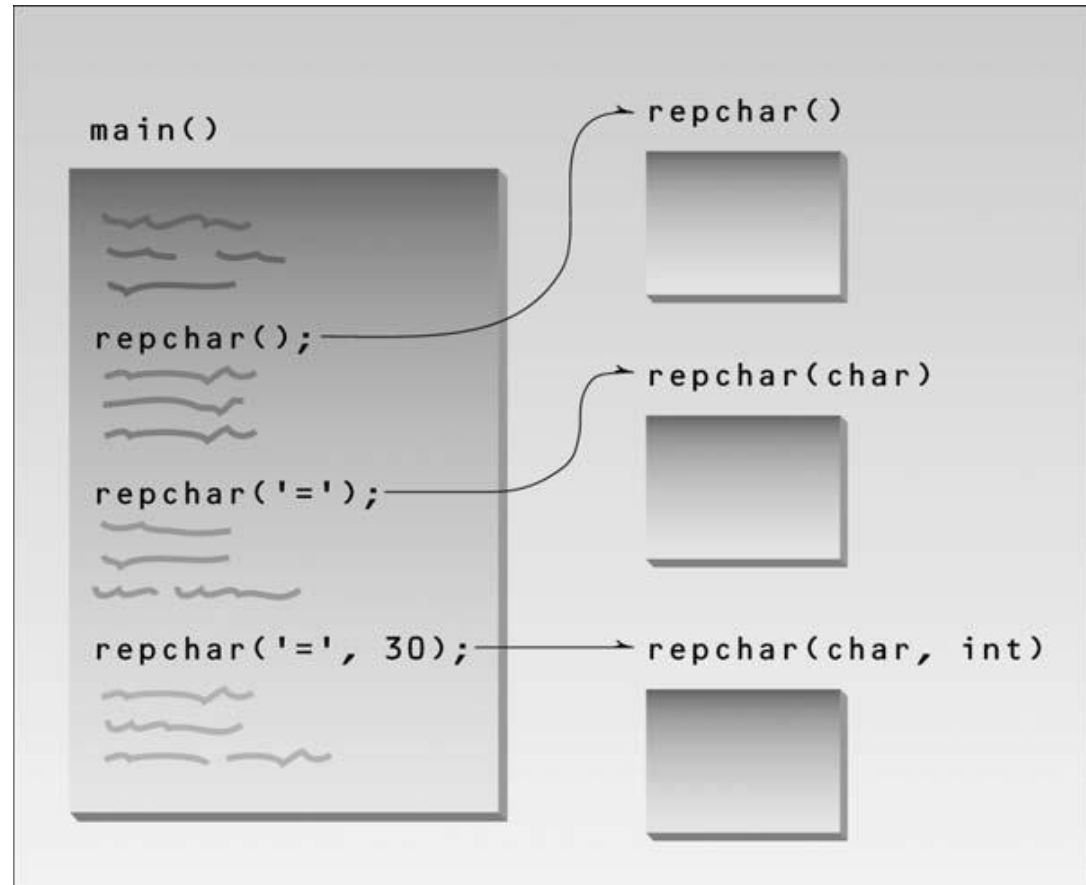 main()
repchar();
repchar('=');
repchar('=', 30);
repchar()
repchar(char)
repchar(char, int)